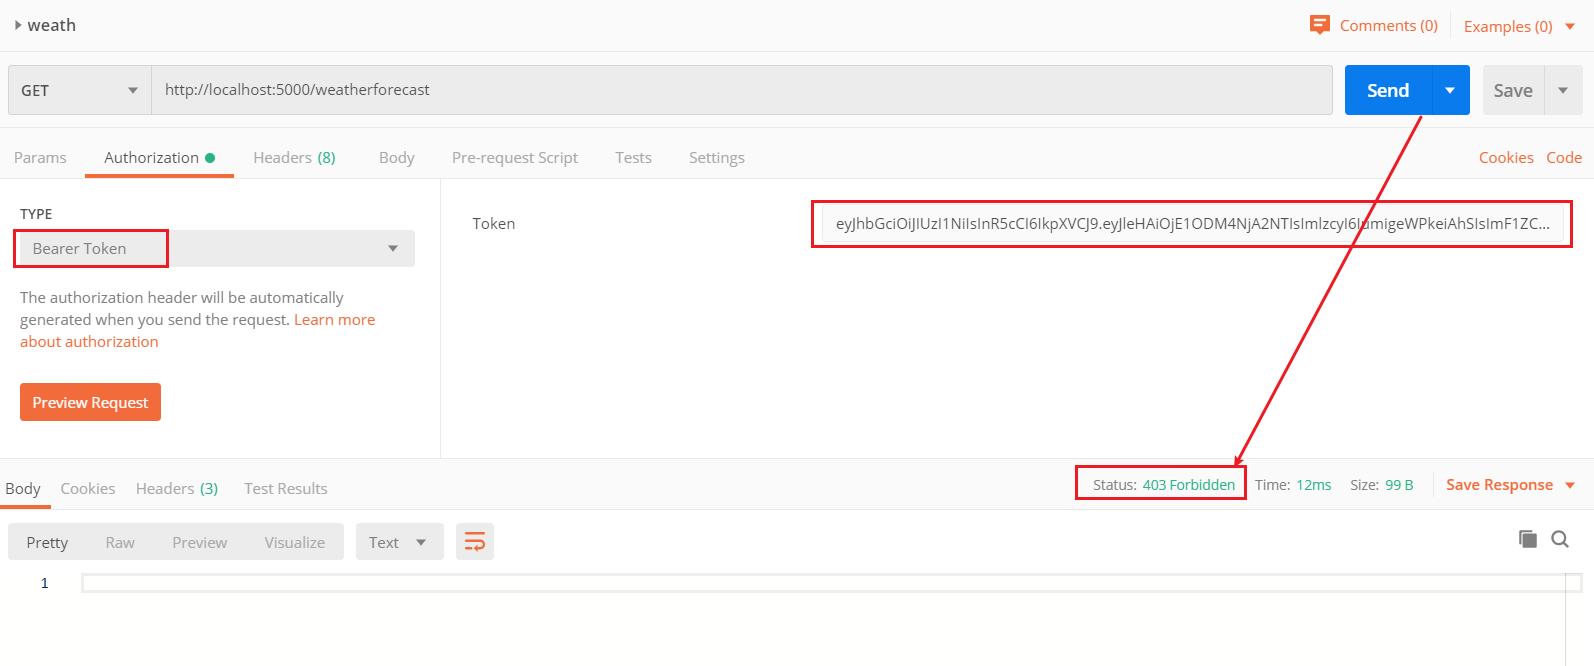 weath
Comments (0) Examples (0)
GET http://localhost:5000/weatherforecast Send Save
Params Authorization Headers (8) Body Pre-request Script Tests Settings Cookies Code
TYPE
Bearer Token
Token eyJhbGciOiJIUzI1NiIsInR5cCI6IkpXVCJ9.eyJleHAiOjE1ODM4NjA2NTIsImlzcyI6IumigeWPkeiAhSIsImF1ZC...
The authorization header will be automatically
generated when you send the request. Learn more
about authorization
Preview Request
Body Cookies Headers (3) Test Results Status: 403 Forbidden Time: 12ms Size: 99 B Save Response
Pretty Raw Preview Visualize Text
1